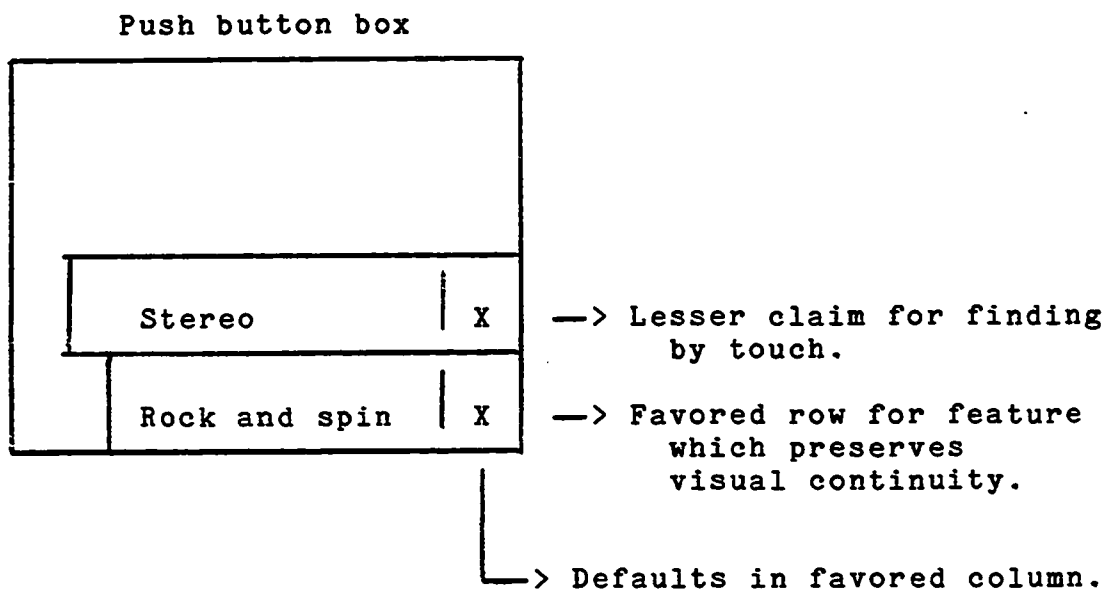 Push button box
Stereo | X —> Lesser claim for finding
by touch.
Rock and spin | X —> Favored row for feature
which preserves
visual continuity.
—> Defaults in favored column.